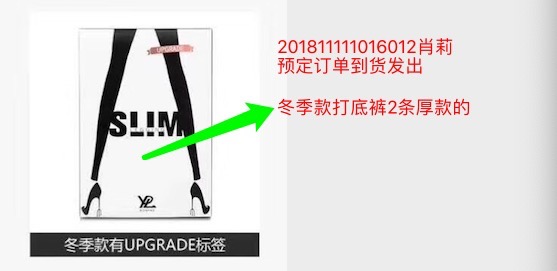 UPGRADE
SLIM
YPL
冬季款有UPGRADE标签
201811111016012肖莉
预定订单到货发出
冬季款打底裤2条厚款的